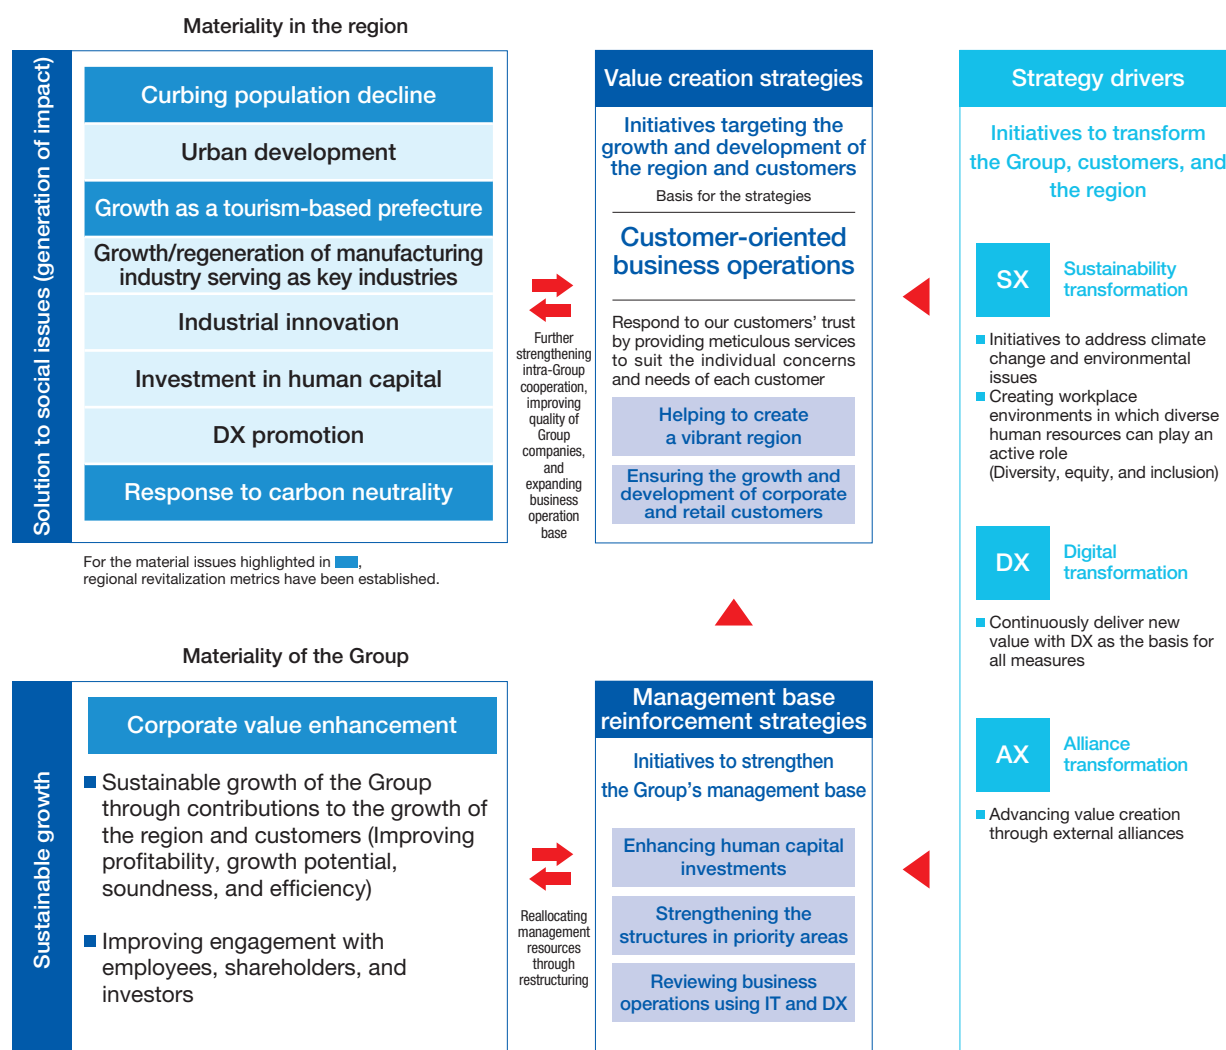 Materiality in the region
Solution to social issues (generation of impact)
Curbing population decline
Urban development
Growth as a tourism-based prefecture
Growth/regeneration of manufacturing
industry serving as key industries
Industrial innovation
Investment in human capital
DX promotion
Response to carbon neutrality
For the material issues highlighted in ,
regional revitalization metrics have been established.
Further
strengthening
intra-Group
cooperation,
improving
quality of
Group
companies,
and
expanding
business
operation
base
Value creation strategies
Initiatives targeting the
growth and development of
the region and customers
Basis for the strategies
Customer-oriented
business operations
Respond to our customers' trust
by providing meticulous services
to suit the individual concerns
and needs of each customer
Helping to create
a vibrant region
Ensuring the growth and
development of corporate
and retail customers
Materiality of the Group
Sustainable growth
Corporate value enhancement
Sustainable growth of the Group
through contributions to the growth of
the region and customers (Improving
profitability, growth potential,
soundness, and efficiency)
Improving engagement with
employees, shareholders, and
investors
Reallocating
management
resources
through
restructuring
Management base
reinforcement strategies
Initiatives to strengthen
the Group's management base
Enhancing human capital
investments
Strengthening the
structures in priority areas
Reviewing business
operations using IT and DX
Strategy drivers
Initiatives to transform
the Group, customers, and
the region
SX
Sustainability
transformation
Initiatives to address climate
change and environmental
issues
Creating workplace
environments in which diverse
human resources can play an
active role
(Diversity, equity, and inclusion)
DX
Digital
transformation
Continuously deliver new
value with DX as the basis for
all measures
AX
Alliance
transformation
Advancing value creation
through external alliances